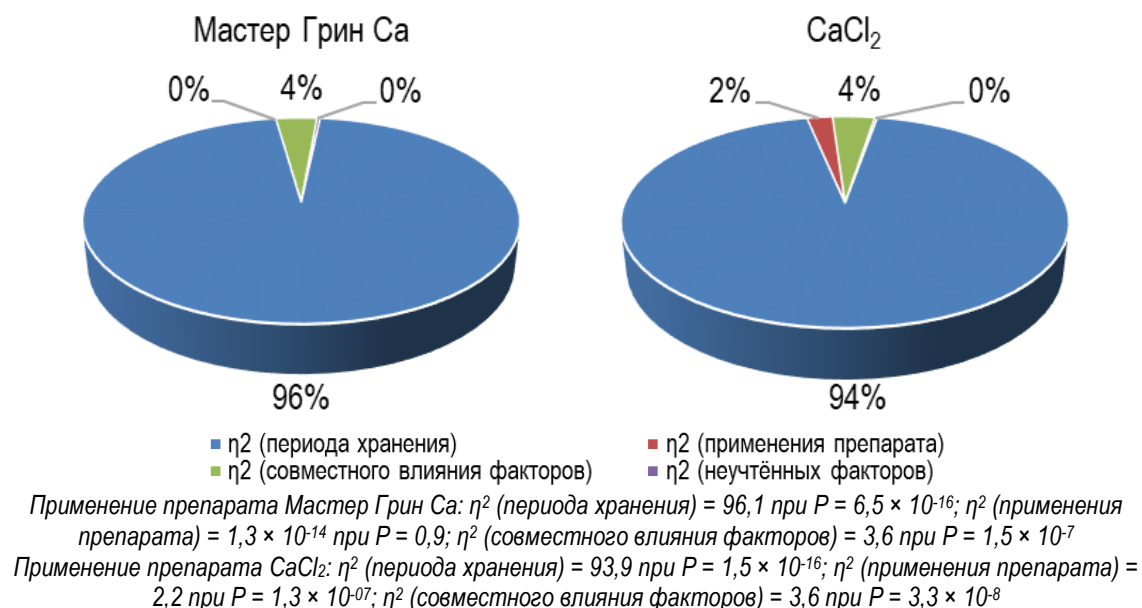 Мастер Грин Са
CaCl₂
0%
4%
0%
2%
4%
0%
96%
94%
η2 (периода хранения)
η2 (применения препарата)
η2 (совместного влияния факторов)
η2 (неучтённых факторов)
Применение препарата Мастер Грин Са: η² (периода хранения) = 96,1 при P = 6,5 × 10⁻¹⁶; η² (применения
препарата) = 1,3 × 10⁻¹⁴ при P = 0,9; η² (совместного влияния факторов) = 3,6 при P = 1,5 × 10⁻⁷
Применение препарата CaCl₂: η² (периода хранения) = 93,9 при P = 1,5 × 10⁻¹⁶; η² (применения препарата) =
2,2 при P = 1,3 × 10⁻⁰⁷; η² (совместного влияния факторов) = 3,6 при P = 3,3 × 10⁻⁸